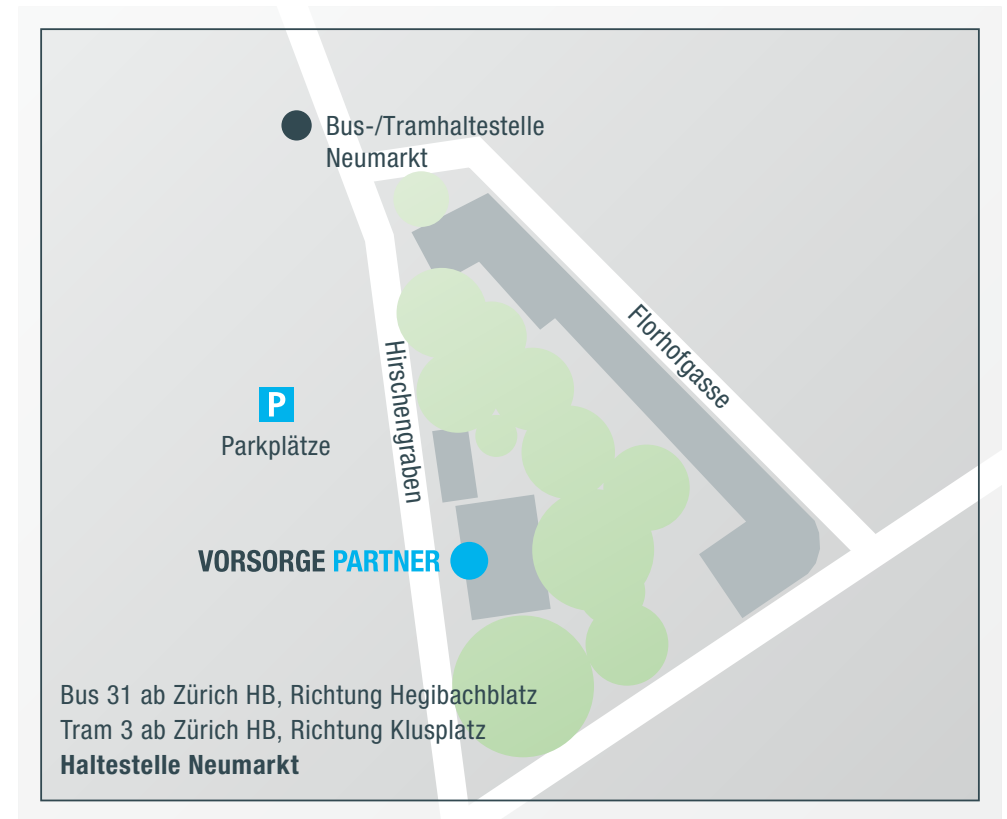 Bus-/Tramhaltestelle
Neumarkt
Florhofgasse
Hirschengraben
P
Parkplätze
VORSORGE PARTNER
Bus 31 ab Zürich HB, Richtung Hegibachblatz
Tram 3 ab Zürich HB, Richtung Klusplatz
Haltestelle Neumarkt